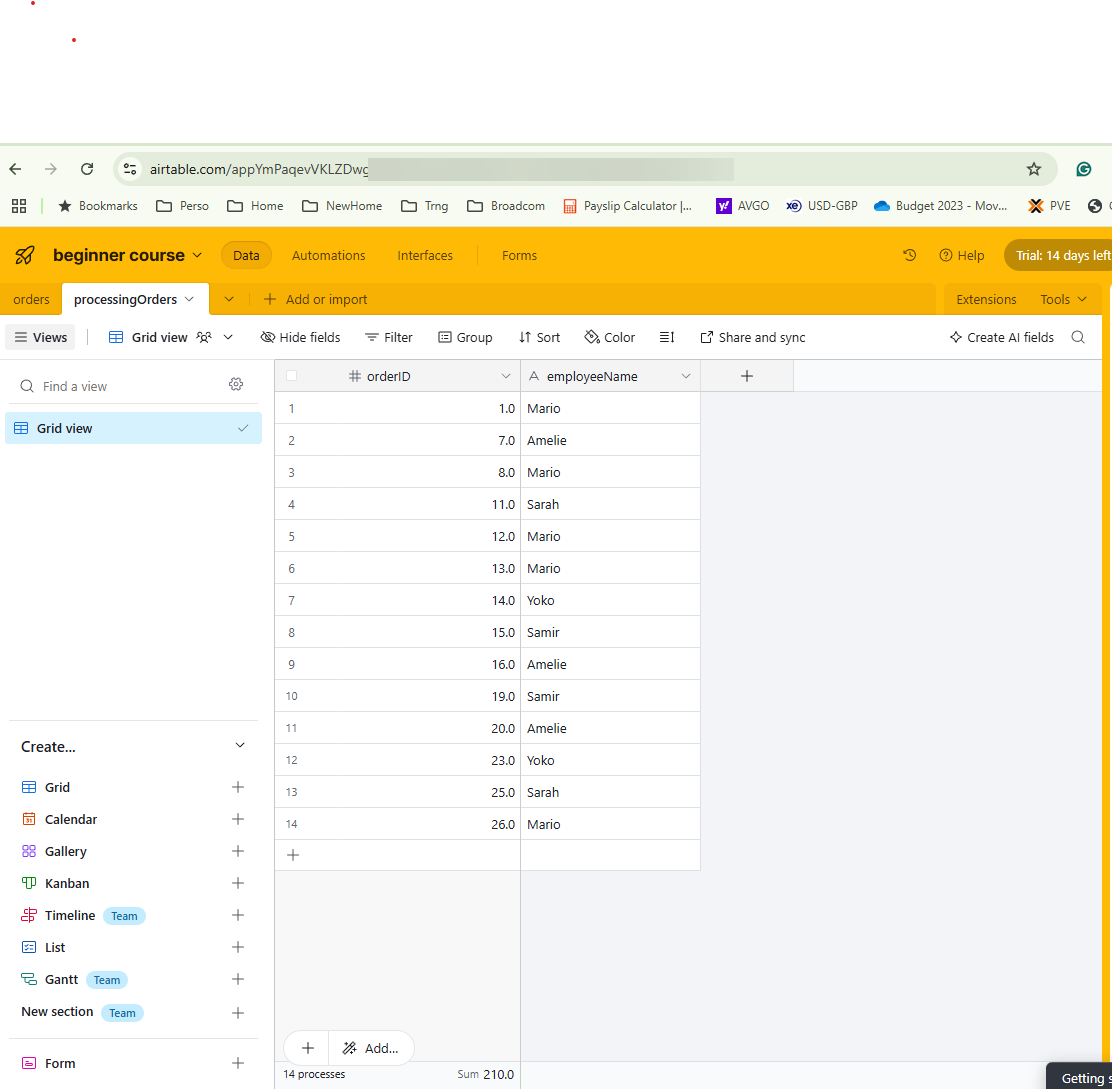 airtable.com/appYmPaqevVKLZDwg
Bookmarks Perso Home NewHome Trng Broadcom Payslip Calculator |... AVGO USD-GBP Budget 2023 - Mov... PVE
beginner course Data Automations Interfaces Forms Help Trial: 14 days left
orders processingOrders Add or import Extensions Tools
Views Grid view Hide fields Filter Group Sort Color Share and sync Create AI fields
Find a view
Grid view
orderID employeeName
1 1.0 Mario
2 7.0 Amelie
3 8.0 Mario
4 11.0 Sarah
5 12.0 Mario
6 13.0 Mario
7 14.0 Yoko
8 15.0 Samir
9 16.0 Amelie
10 19.0 Samir
11 20.0 Amelie
12 23.0 Yoko
13 25.0 Sarah
14 26.0 Mario
Create...
Grid
Calendar
Gallery
Kanban
Timeline Team
List
Gantt Team
New section Team
Form
Add...
14 processes Sum 210.0
Getting